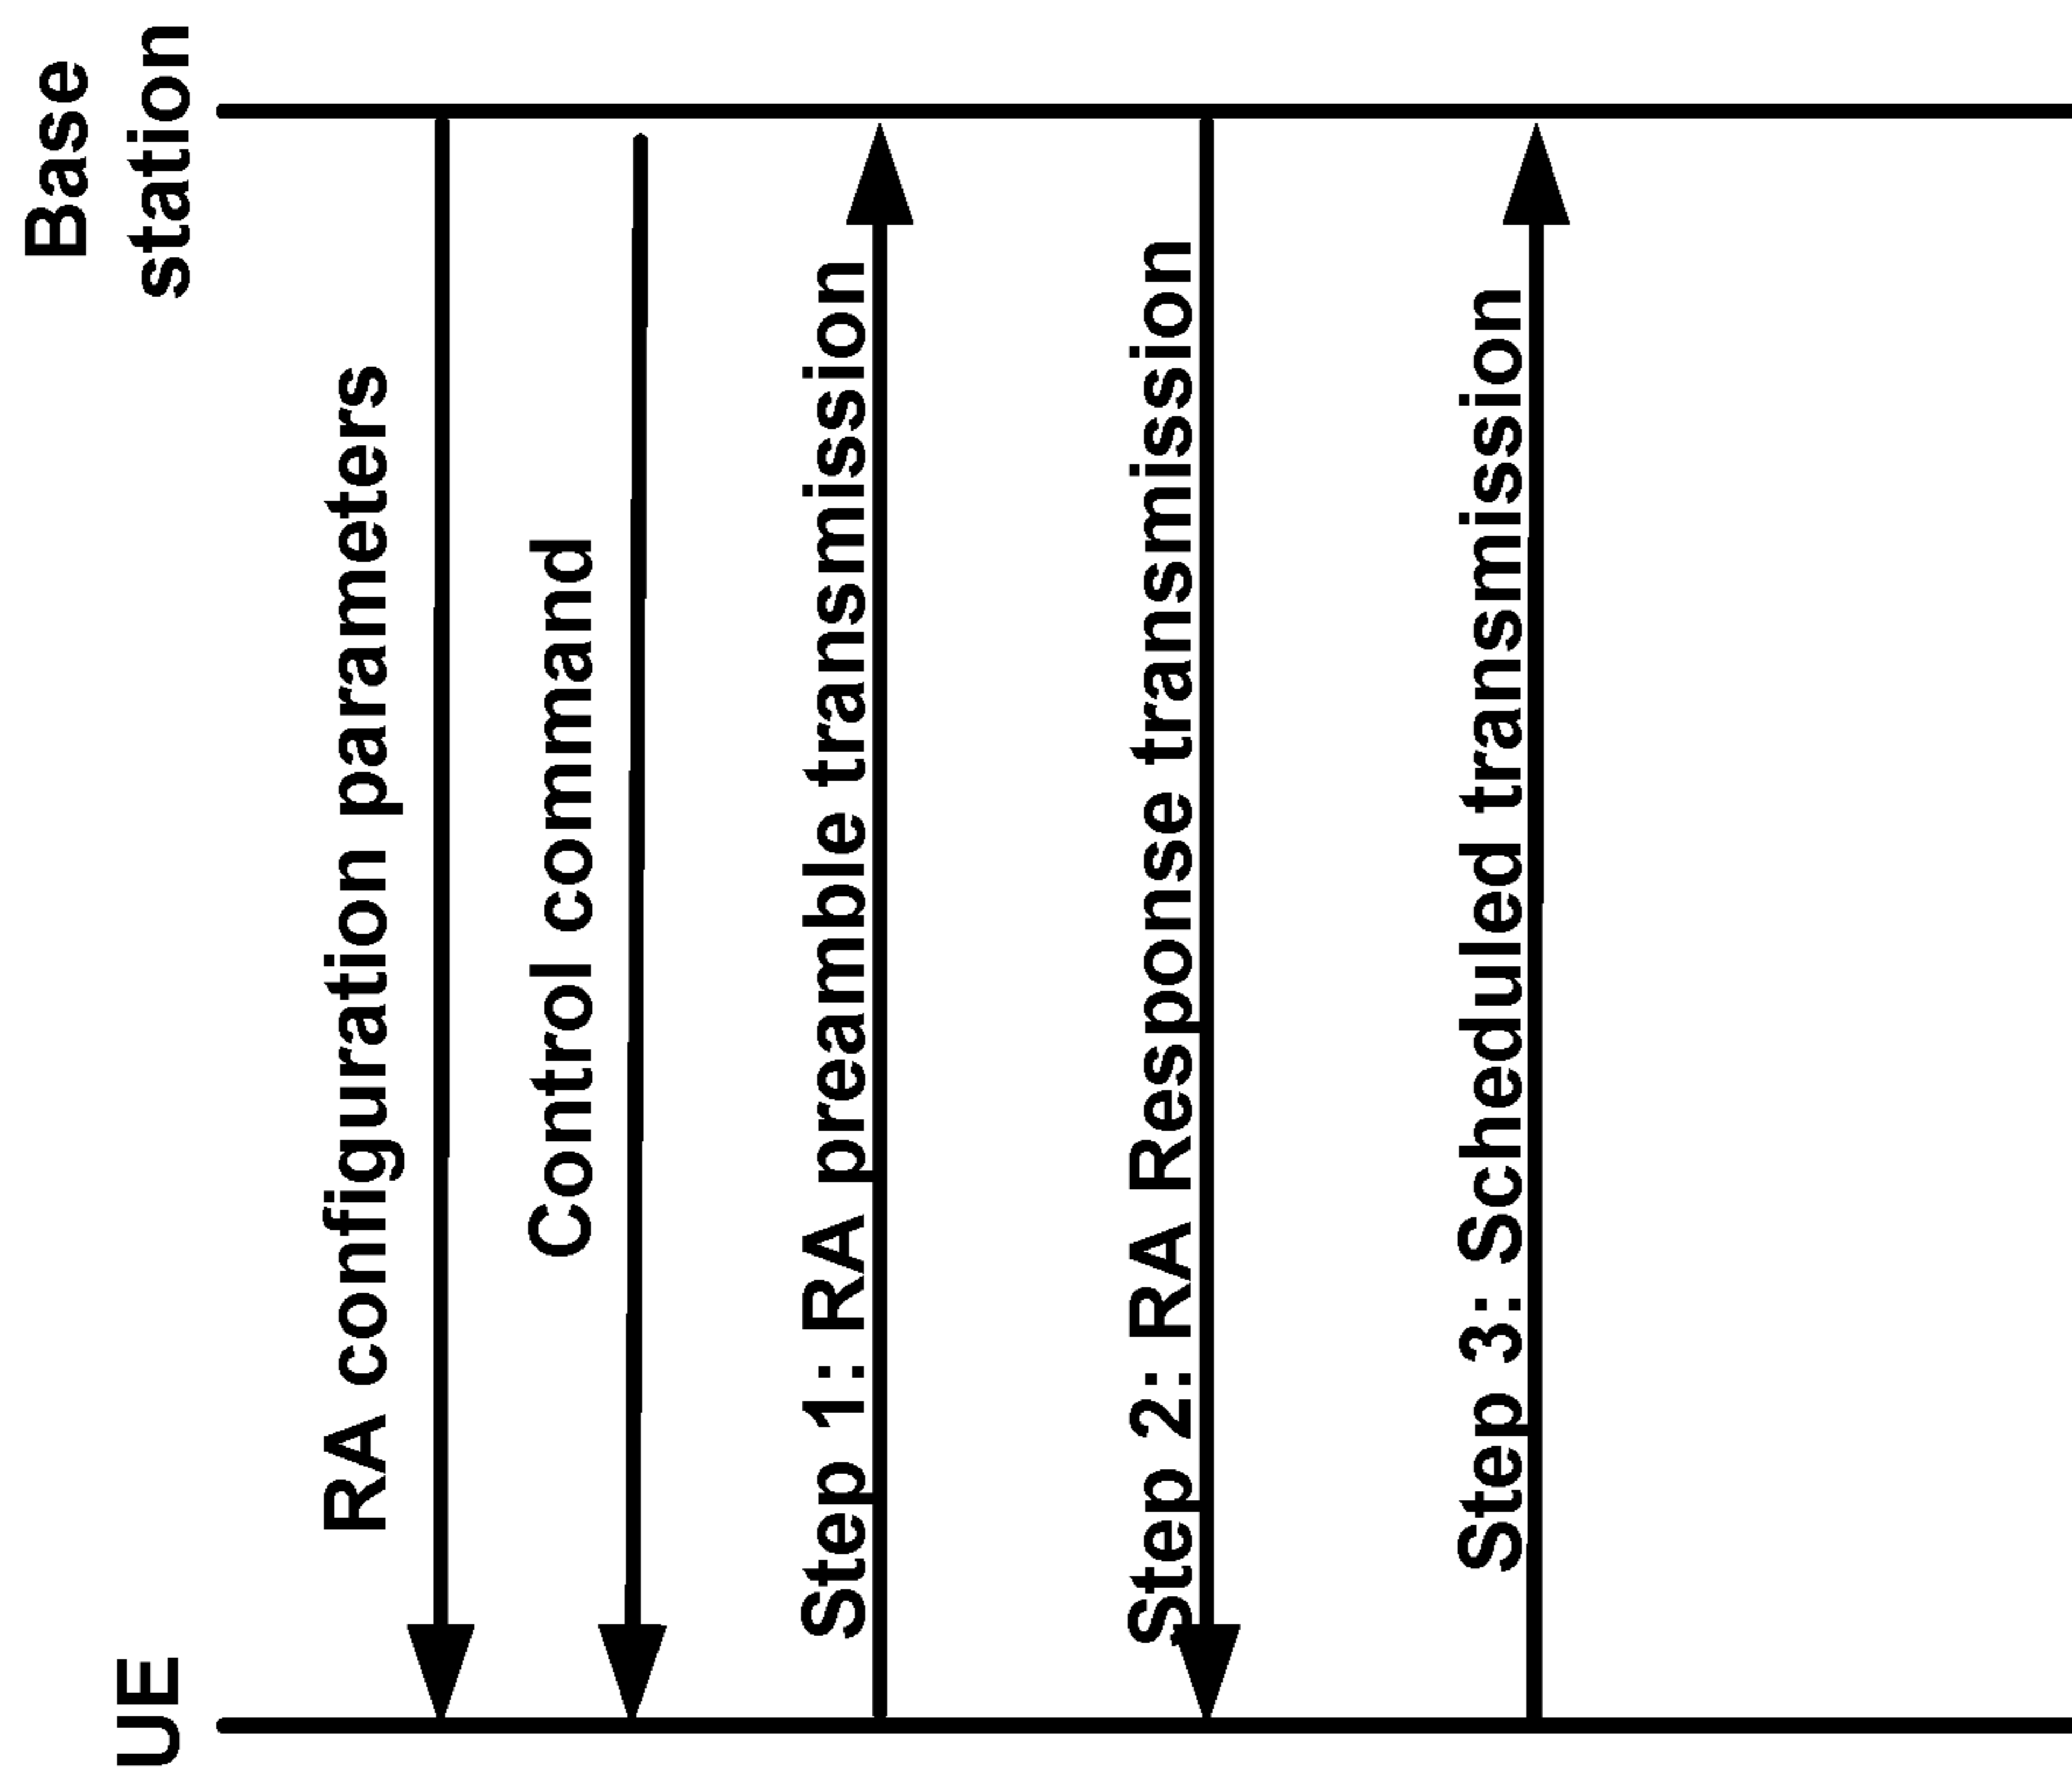 UE
Base
station
RA configuration parameters
Control command
Step 1: RA preamble transmission
Step 2: RA Response transmission
Step 3: Scheduled transmission